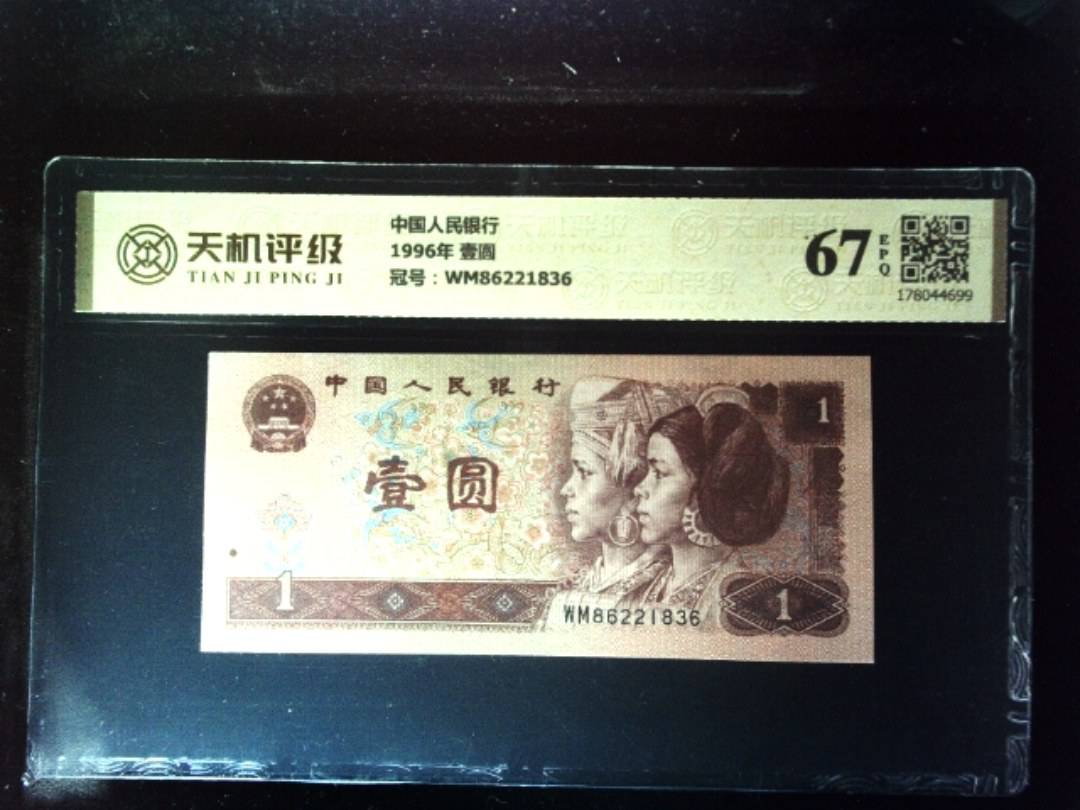 天机评级
TIAN JI PING JI
中国人民银行
1996年 壹圆
冠号：WM86221836
67
EPQ
178044699
中国人民银行
1
壹圆
1
WM86221836
1